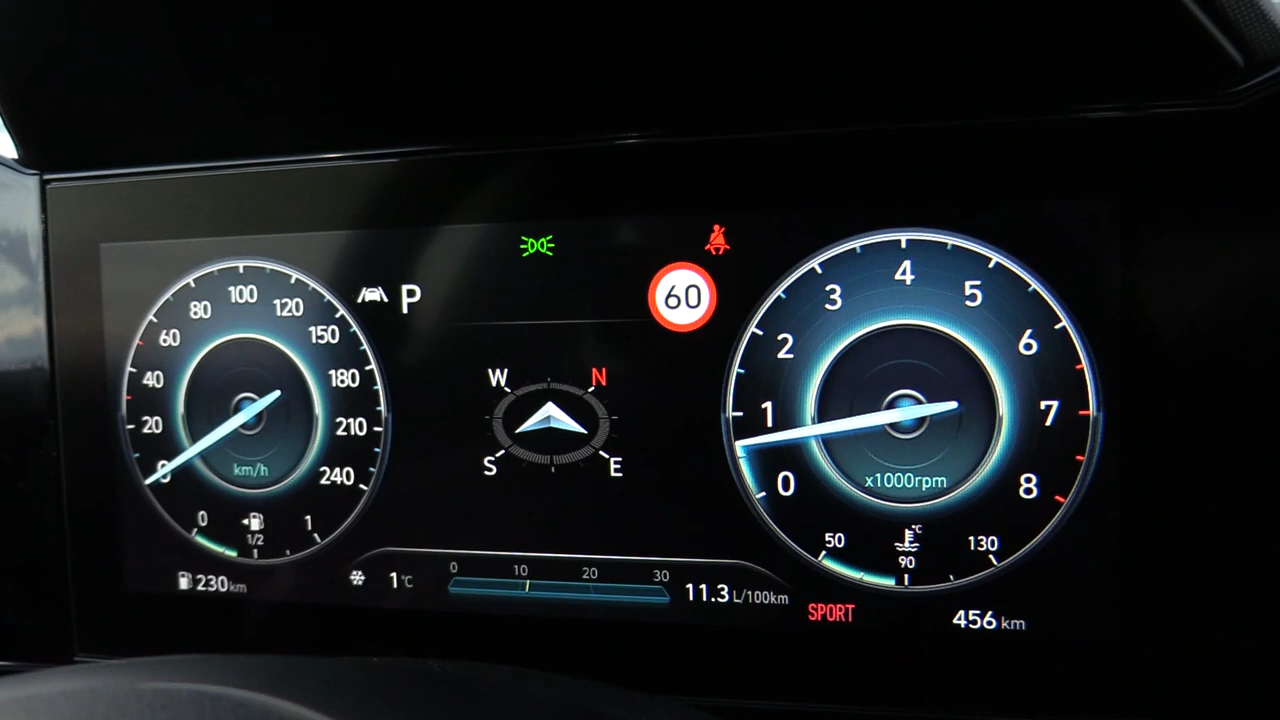 60
P
0
20
40
60
80
100
120
150
180
210
240
km/h
0
1/2
1
230 km
W
N
S
E
1 °C
0 10 20 30
11.3 L/100km
0
1
2
3
4
5
6
7
8
x1000rpm
°C
50
90
130
SPORT
456 km